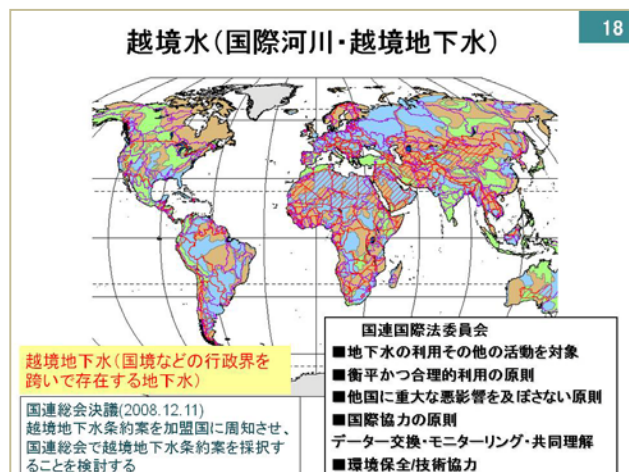 18
越境水(国際河川・越境地下水)
越境地下水(国境などの行政界を
跨いで存在する地下水)
国連総会決議(2008.12.11)
越境地下水条約案を加盟国に周知させ、
国連総会で越境地下水条約案を採択す
ることを検討する
国連国際法委員会
■地下水の利用その他の活動を対象
■衡平かつ合理的利用の原則
■他国に重大な悪影響を及ぼさない原則
■国際協力の原則
データー交換・モニターリング・共同理解
■環境保全/技術協力